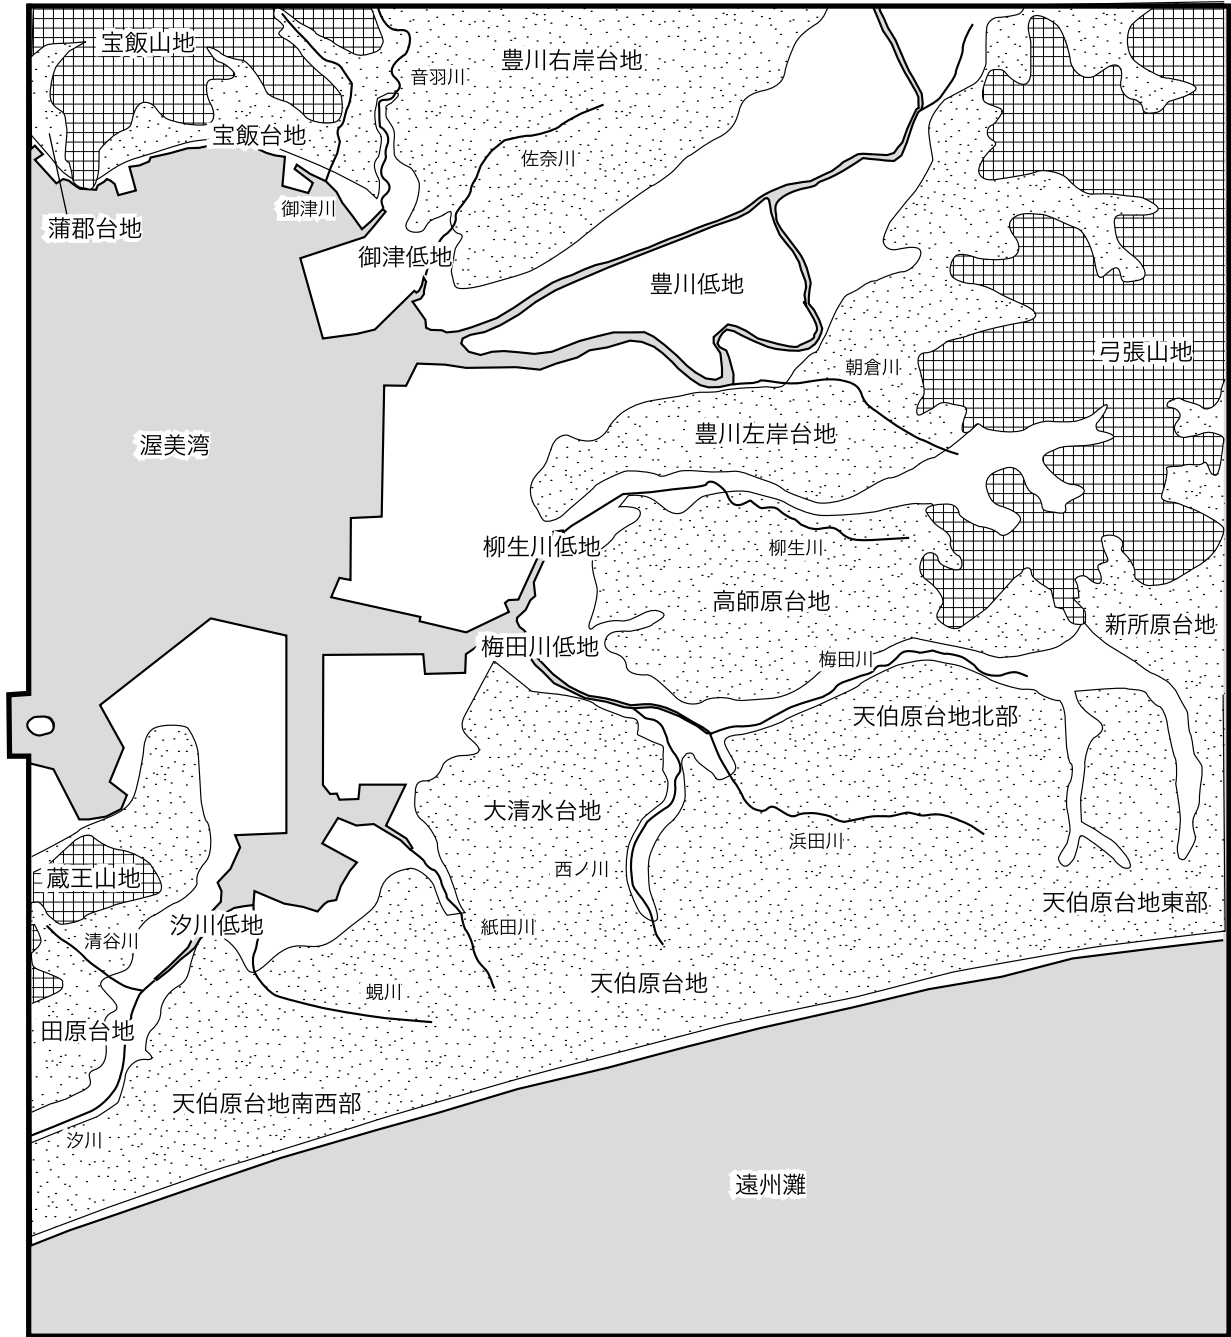 宝飯山地
豊川右岸台地
音羽川
宝飯台地
佐奈川
御津川
蒲郡台地
御津低地
豊川低地
弓張山地
朝倉川
豊川左岸台地
渥美湾
柳生川低地
柳生川
高師原台地
新所原台地
梅田川低地
梅田川
天伯原台地北部
大清水台地
浜田川
西ノ川
蔵王山地
天伯原台地東部
汐川低地
紙田川
清谷川
天伯原台地
蜆川
田原台地
天伯原台地南西部
汐川
遠州灘